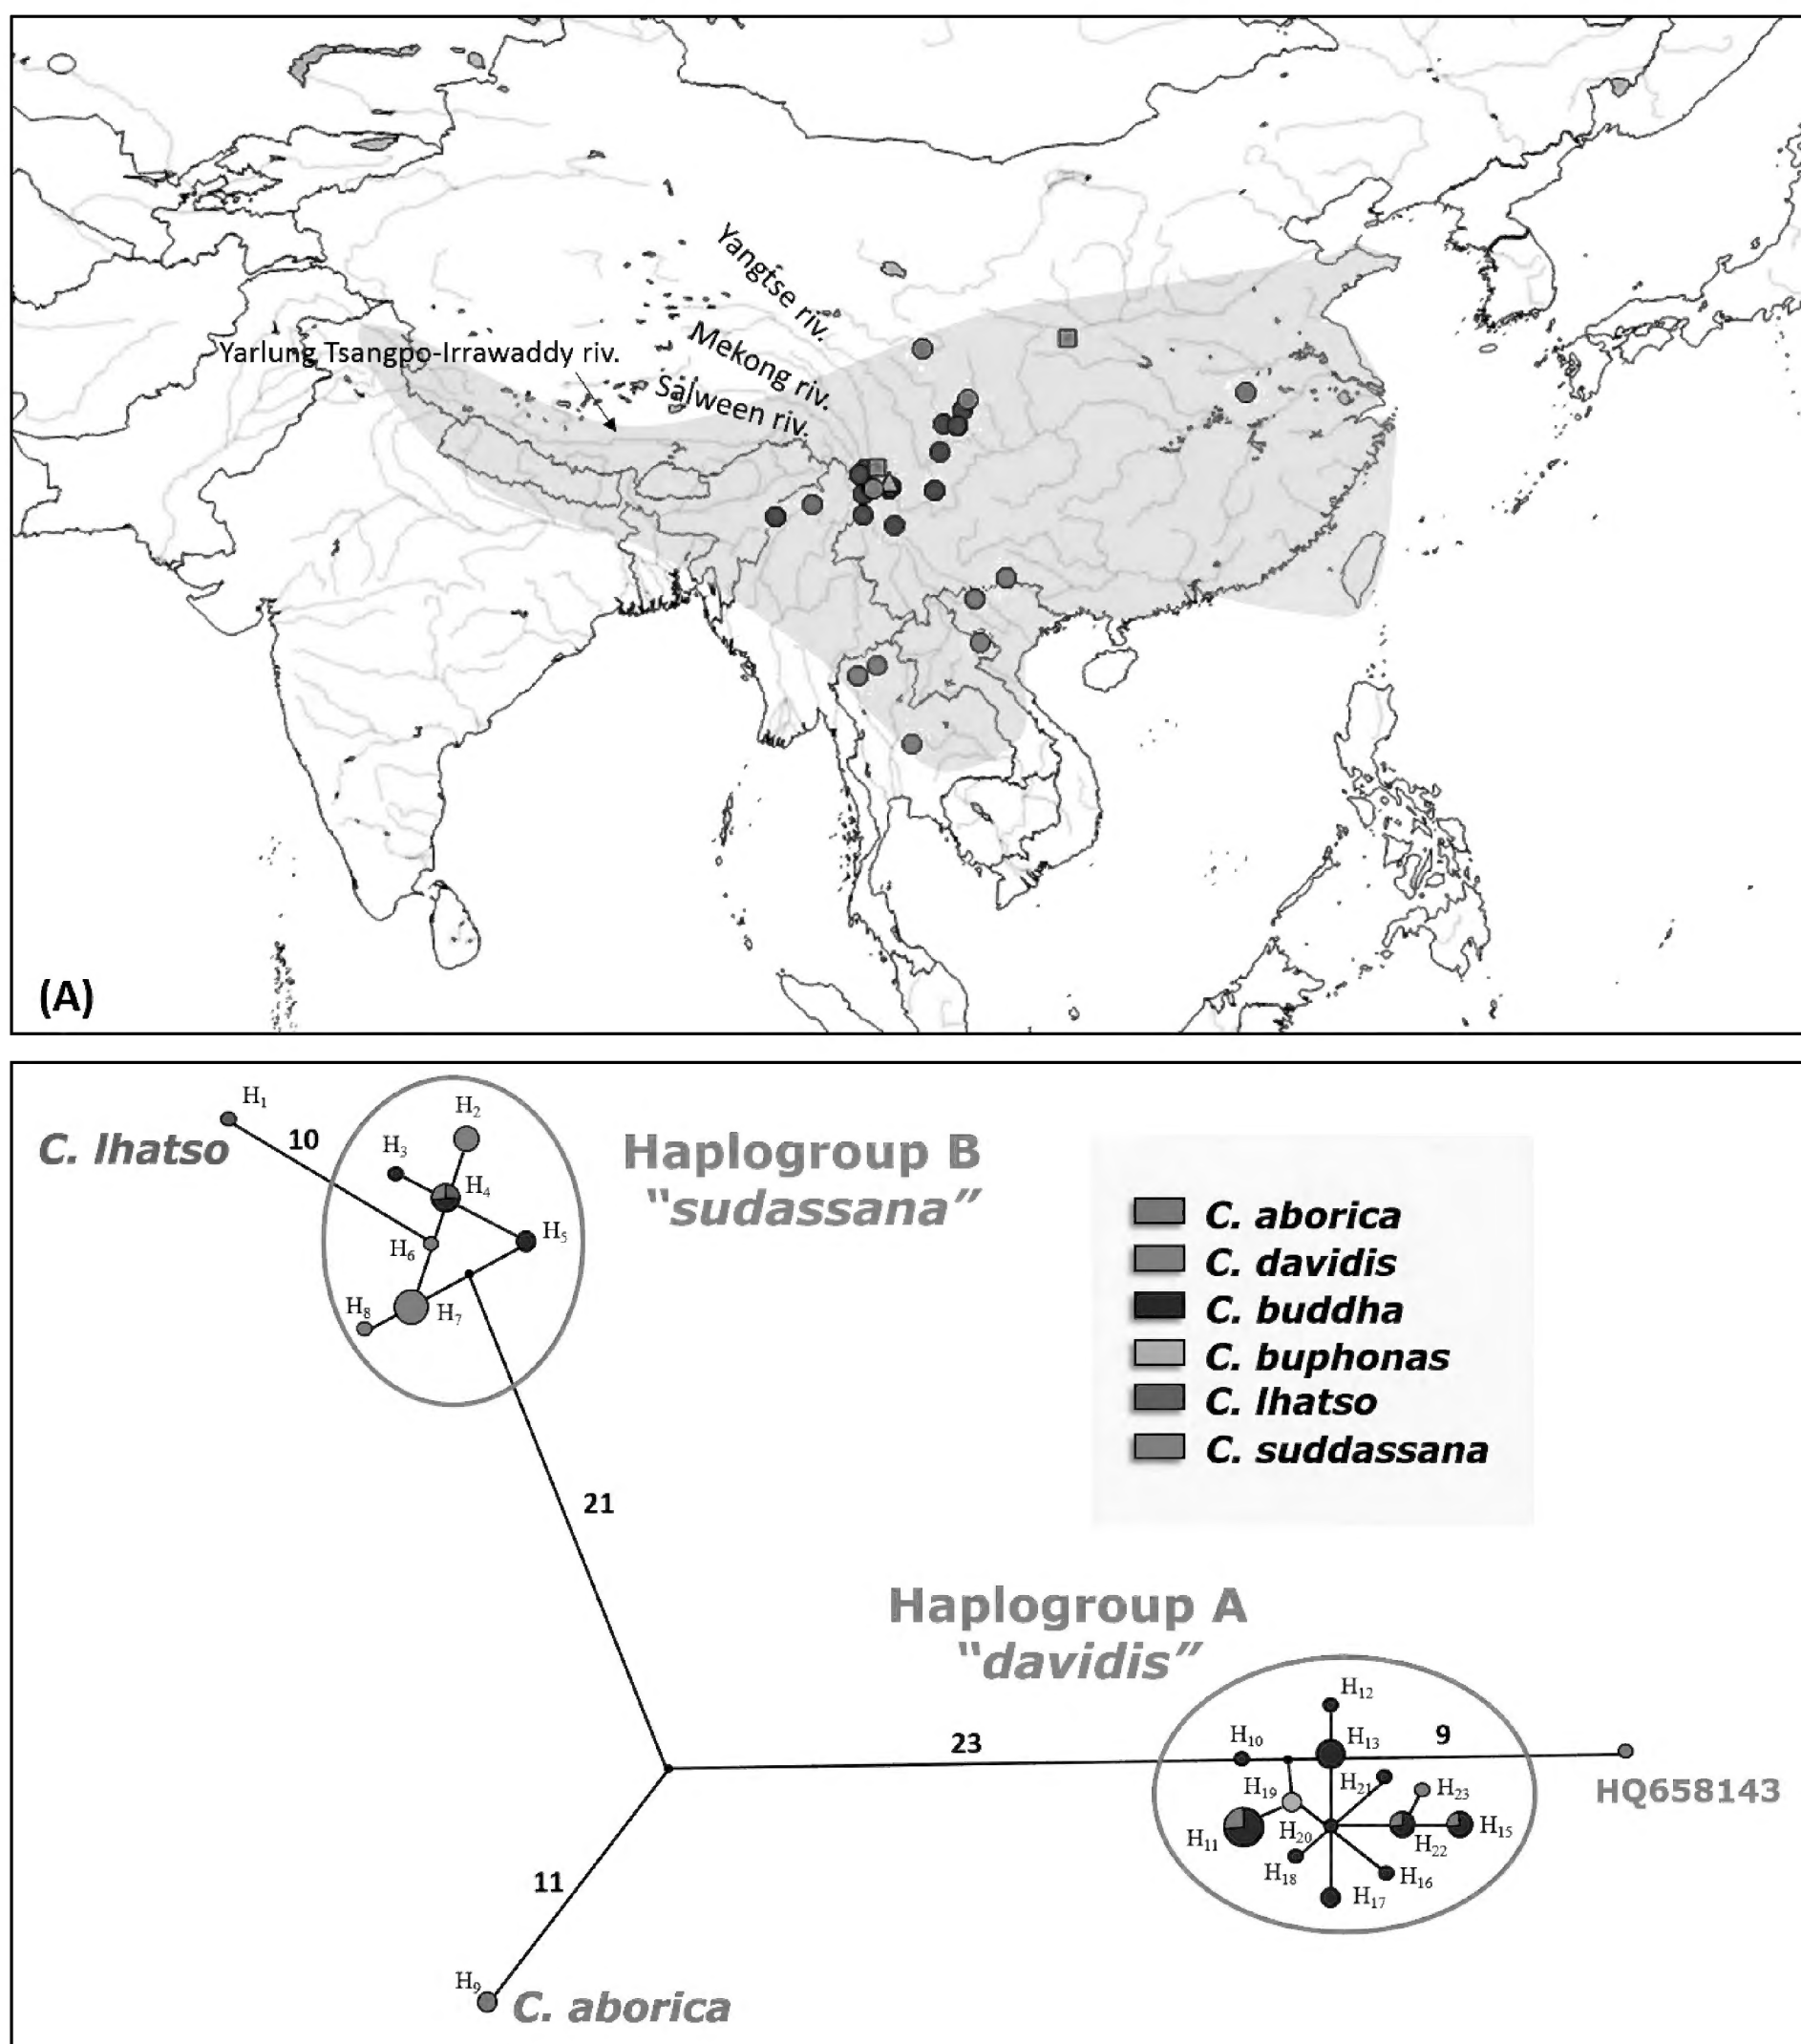 Yangtse riv.
Mekong riv.
Yarlung Tsangpo-Irrawaddy riv.
Salween riv.
(A)
H1
C. lhatso
10
H2
H3
H4
H5
H6
H7
H8
Haplogroup B
“sudassana”
C. aborica
C. davidis
C. buddha
C. buphonas
C. lhatso
C. suddassana
21
Haplogroup A
“davidis”
23
H12
H10
H13
9
H19
H21
H23
HQ658143
H11
H20
H22
H15
H18
H16
H17
11
H9
C. aborica